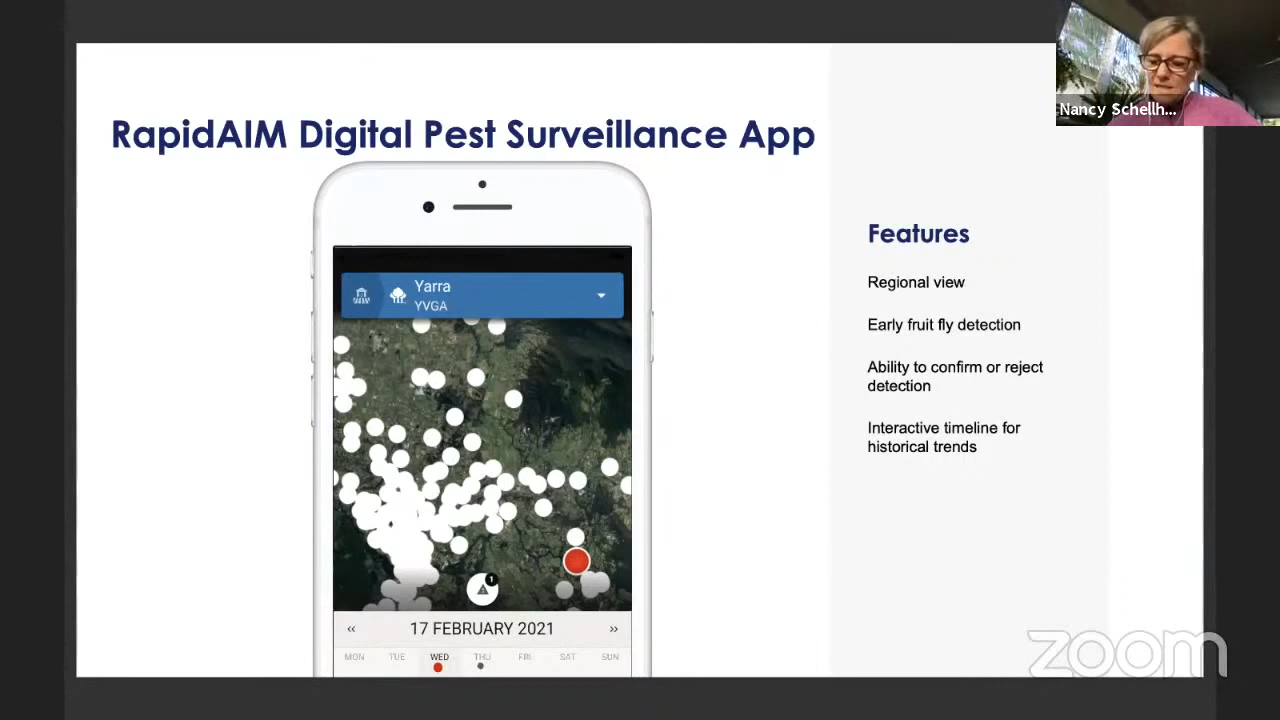 Nancy Schellh...
RapidAIM Digital Pest Surveillance App
Yarra
YVGA
1
17 FEBRUARY 2021
MON TUE WED THU FRI SAT SUN
Features
Regional view
Early fruit fly detection
Ability to confirm or reject
detection
Interactive timeline for
historical trends
zoom